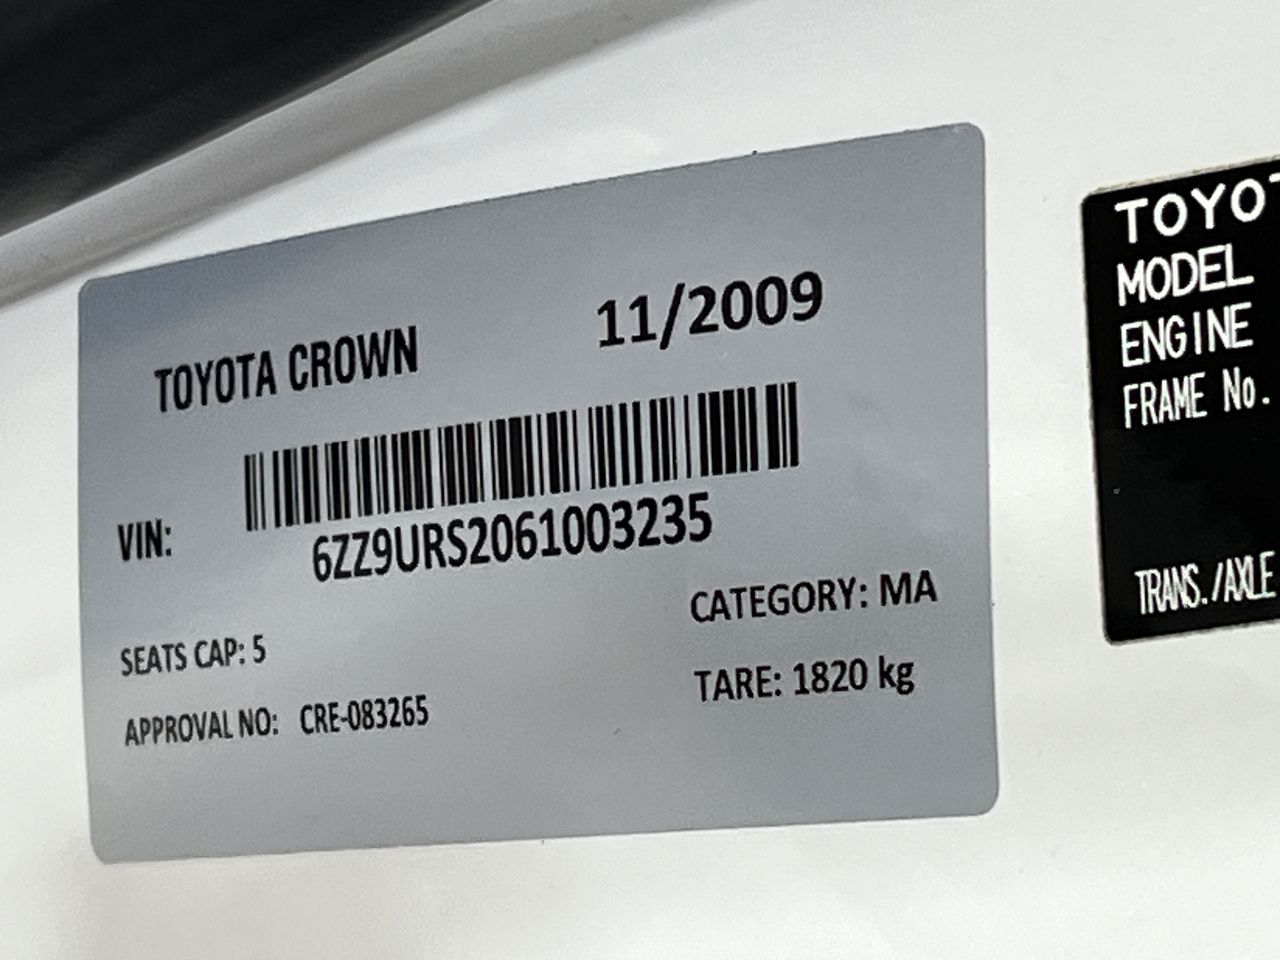 TOYOTA CROWN 11/2009
VIN:
6ZZ9URS2061003235
SEATS CAP: 5
CATEGORY: MA
APPROVAL NO: CRE-083265
TARE: 1820 kg
TOYOT
MODEL
ENGINE
FRAME No.
TRANS./AXLE